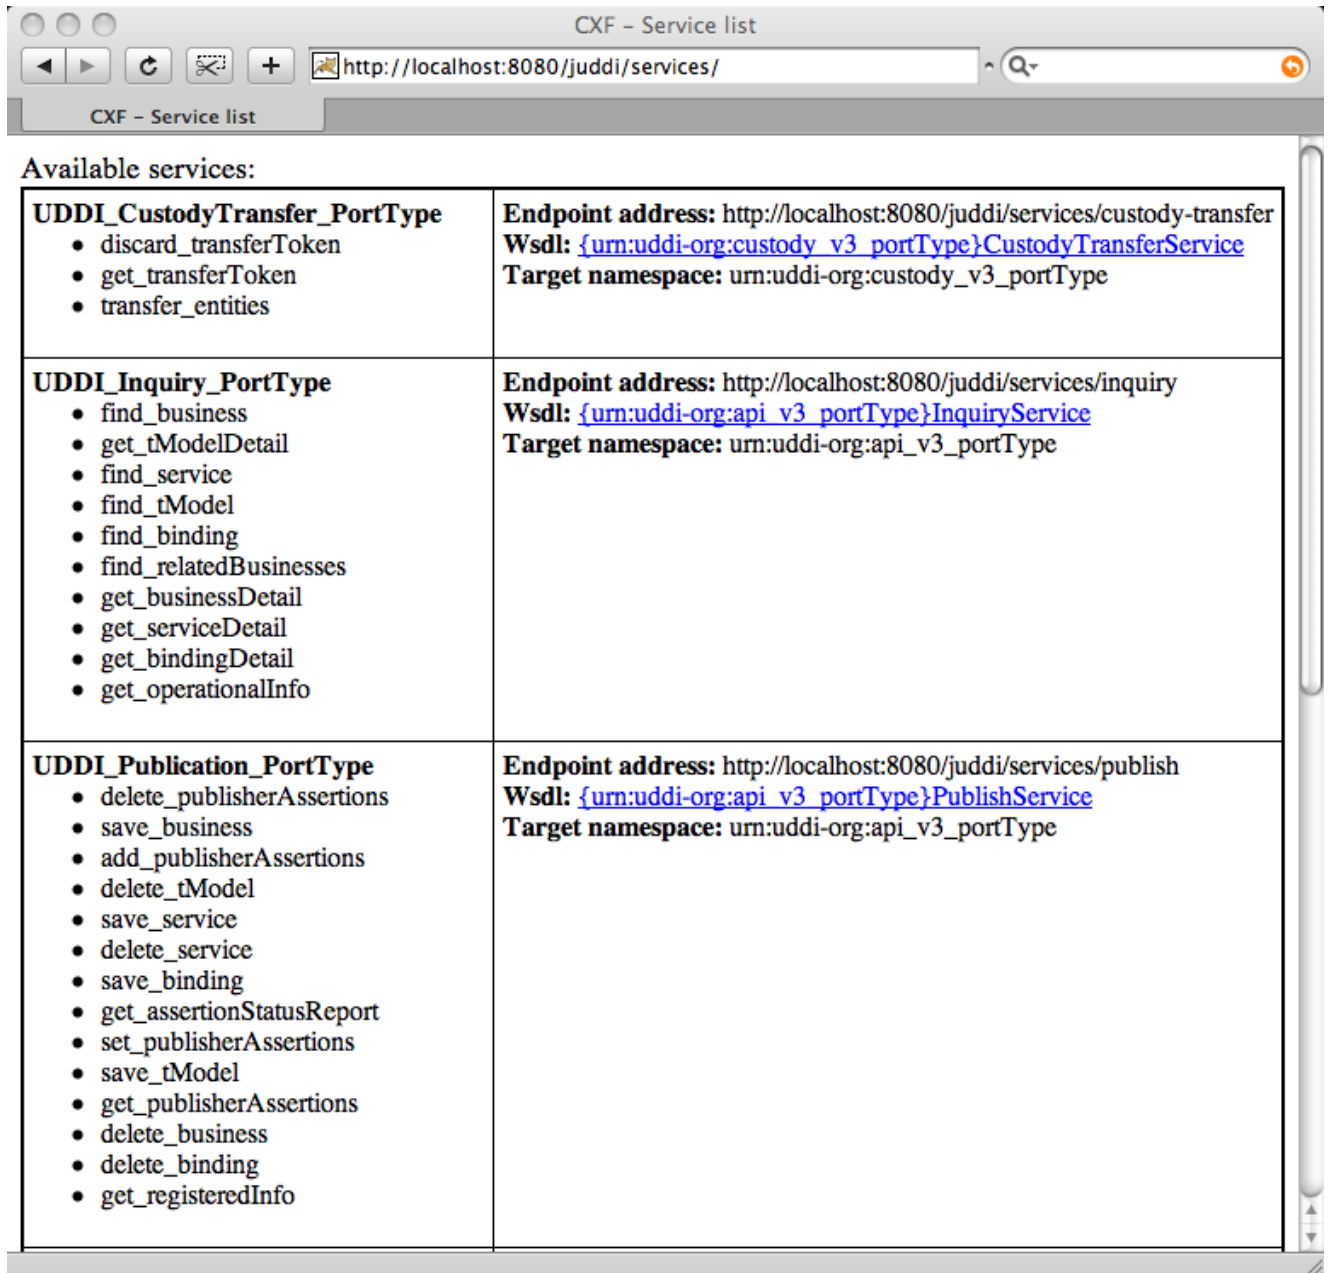 CXF – Service list
http://localhost:8080/juddi/services/
CXF – Service list
Available services:
UDDI_CustodyTransfer_PortType
• discard_transferToken
• get_transferToken
• transfer_entities
Endpoint address: http://localhost:8080/juddi/services/custody-transfer
Wsdl: {urn:uddi-org:custody_v3_portType}CustodyTransferService
Target namespace: urn:uddi-org:custody_v3_portType
UDDI_Inquiry_PortType
• find_business
• get_tModelDetail
• find_service
• find_tModel
• find_binding
• find_relatedBusinesses
• get_businessDetail
• get_serviceDetail
• get_bindingDetail
• get_operationalInfo
Endpoint address: http://localhost:8080/juddi/services/inquiry
Wsdl: {urn:uddi-org:api_v3_portType}InquiryService
Target namespace: urn:uddi-org:api_v3_portType
UDDI_Publication_PortType
• delete_publisherAssertions
• save_business
• add_publisherAssertions
• delete_tModel
• save_service
• delete_service
• save_binding
• get_assertionStatusReport
• set_publisherAssertions
• save_tModel
• get_publisherAssertions
• delete_business
• delete_binding
• get_registeredInfo
Endpoint address: http://localhost:8080/juddi/services/publish
Wsdl: {urn:uddi-org:api_v3_portType}PublishService
Target namespace: urn:uddi-org:api_v3_portType